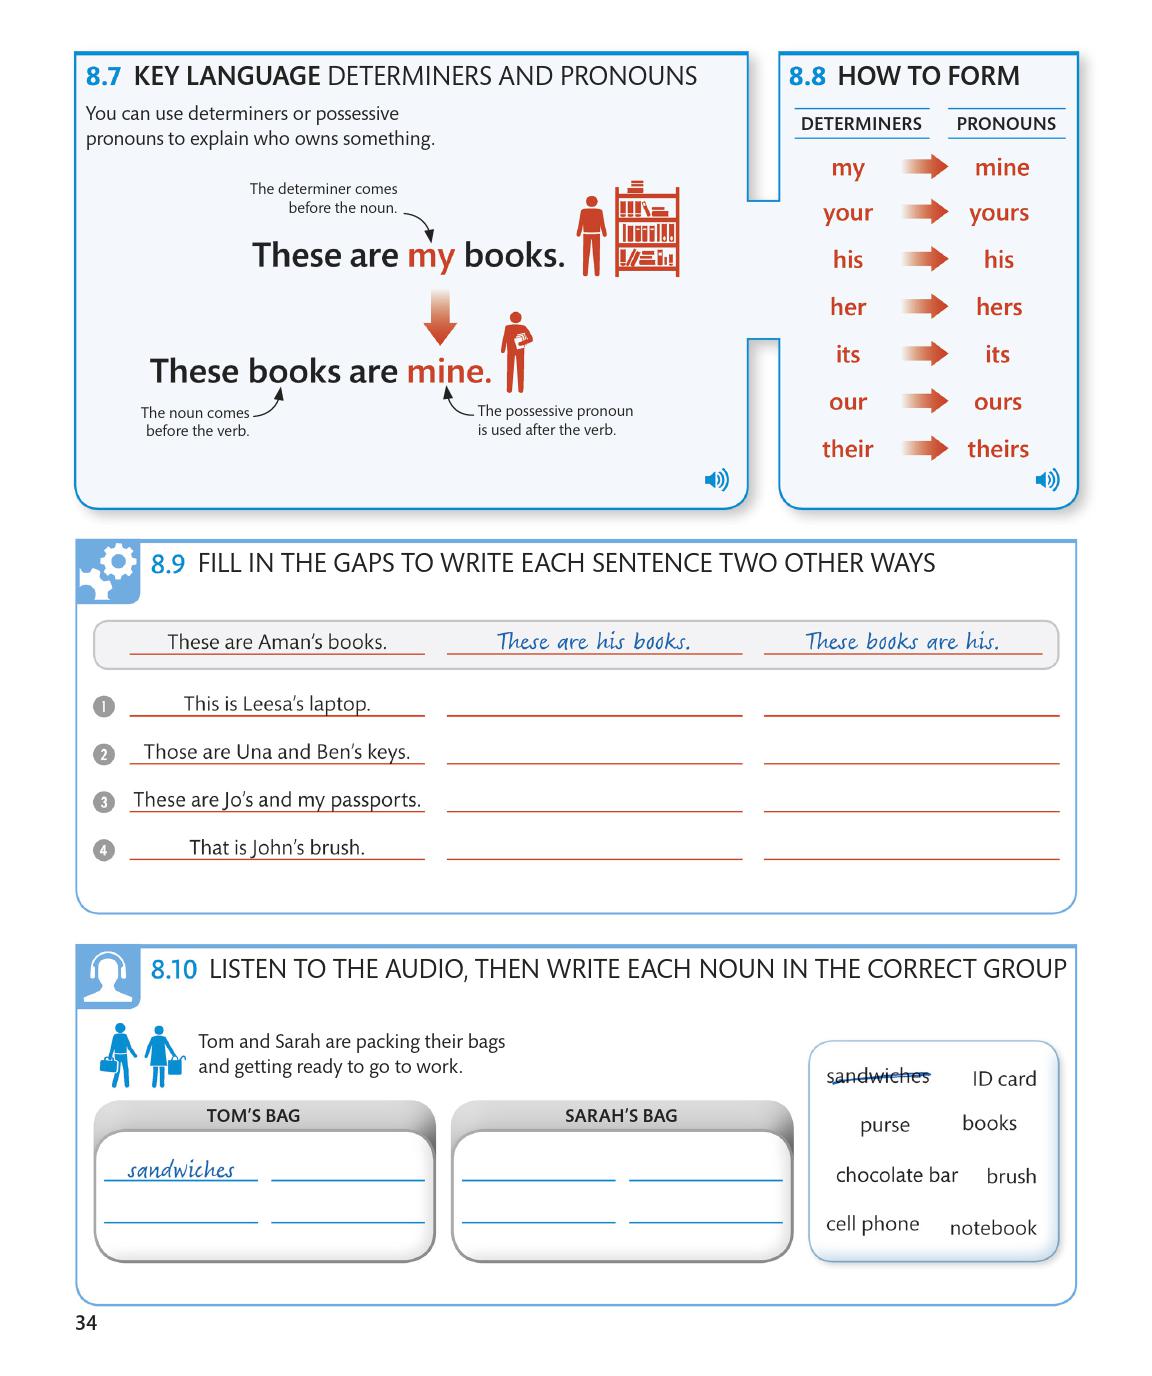 8.7 KEY LANGUAGE DETERMINERS AND PRONOUNS
You can use determiners or possessive
pronouns to explain who owns something.
The determiner comes
before the noun.
These are my books.
These books are mine.
The noun comes
before the verb.
The possessive pronoun
is used after the verb.
8.8 HOW TO FORM
DETERMINERS PRONOUNS
my mine
your yours
his his
her hers
its its
our ours
their theirs
8.9 FILL IN THE GAPS TO WRITE EACH SENTENCE TWO OTHER WAYS
These are Aman's books. These are his books. These books are his.
1 This is Leesa's laptop.
2 Those are Una and Ben's keys.
3 These are Jo's and my passports.
4 That is John's brush.
8.10 LISTEN TO THE AUDIO, THEN WRITE EACH NOUN IN THE CORRECT GROUP
Tom and Sarah are packing their bags
and getting ready to go to work.
TOM'S BAG
sandwiches
SARAH'S BAG
sandwiches ID card
purse books
chocolate bar brush
cell phone notebook
34